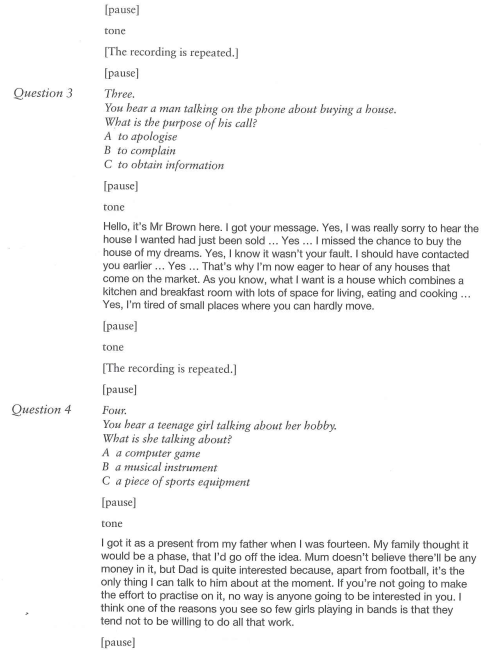 [pause]
tone
[The recording is repeated.]
[pause]
Question 3
Three.
You hear a man talking on the phone about buying a house.
What is the purpose of his call?
A to apologise
B to complain
C to obtain information
[pause]
tone
Hello, it's Mr Brown here. I got your message. Yes, I was really sorry to hear the
house I wanted had just been sold ... Yes ... I missed the chance to buy the
house of my dreams. Yes, I know it wasn't your fault. I should have contacted
you earlier ... Yes ... That's why I'm now eager to hear of any houses that
come on the market. As you know, what I want is a house which combines a
kitchen and breakfast room with lots of space for living, eating and cooking ...
Yes, I'm tired of small places where you can hardly move.
[pause]
tone
[The recording is repeated.]
[pause]
Question 4
Four.
You hear a teenage girl talking about her hobby.
What is she talking about?
A a computer game
B a musical instrument
C a piece of sports equipment
[pause]
tone
I got it as a present from my father when I was fourteen. My family thought it
would be a phase, that I'd go off the idea. Mum doesn't believe there'll be any
money in it, but Dad is quite interested because, apart from football, it's the
only thing I can talk to him about at the moment. If you're not going to make
the effort to practise on it, no way is anyone going to be interested in you. I
think one of the reasons you see so few girls playing in bands is that they
tend not to be willing to do all that work.
[pause]